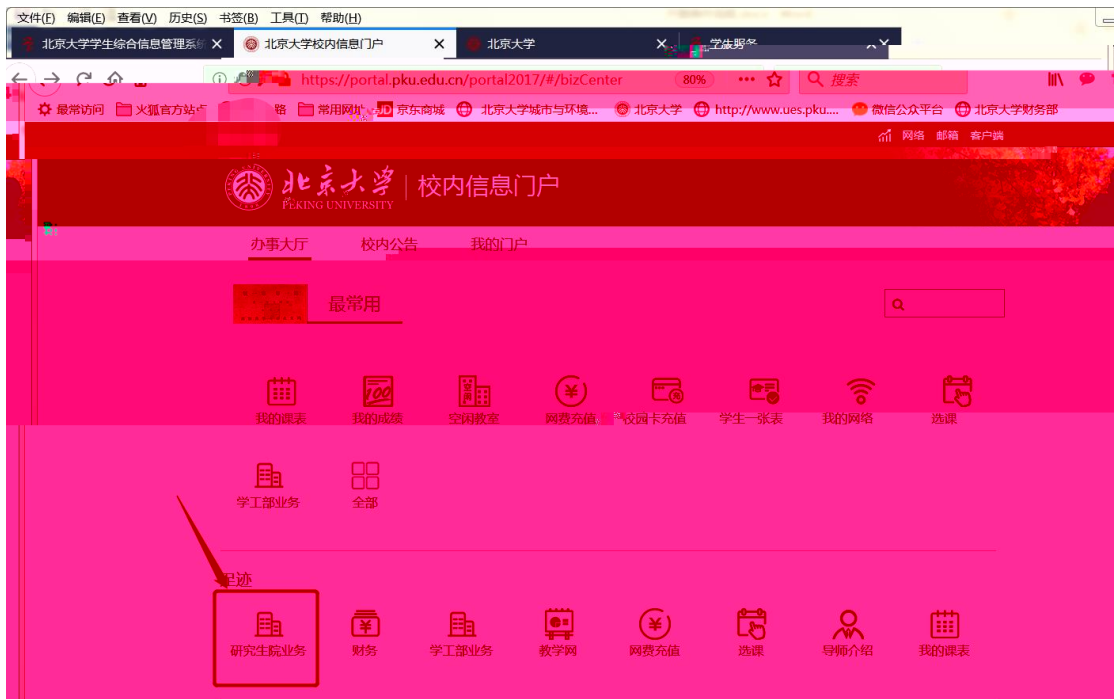 文件(F) 编辑(E) 查看(V) 历史(S) 书签(B) 工具(T) 帮助(H)
北京大学学生综合信息管理系统 × 北京大学校内信息门户 × 北京大学 × ×
https://portal.pku.edu.cn/portal2017/#/bizCenter 80% ••• 搜索
最常访问 火狐官方站点 路 常用网址 JD 京东商城 北京大学城市与环境... 北京大学 http://www.ues.pku.... 微信公众平台 北京大学财务部
网络 邮箱 客户端
北京大学 校内信息门户
PEKING UNIVERSITY
办事大厅 校内公告 我的门户
最常用
100 空闲
我的课表 我的成绩 空闲教室 网费充值 校园卡充值 学生一张表 我的网络 选课
学工部业务 全部
足迹
研究生院业务 财务 学工部业务 教学网 网费充值 选课 导师介绍 我的课表